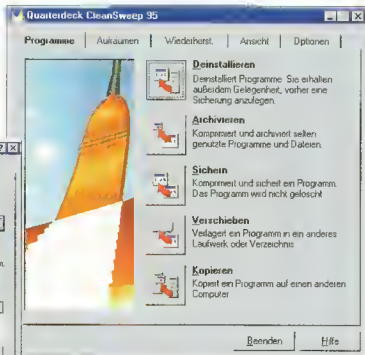 Quarterdeck CleanSweep 95
Programme Aufräumen Wiederherst. Ansicht Optionen
Deinstallieren
Deinstalliert Programme. Sie erhalten
außerdem Gelegenheit, vorher eine
Sicherung anzulegen.
Archivieren
Komprimiert und archiviert selten
genutzte Programme und Dateien.
Sichern
Komprimiert und sichert ein Programm.
Das Programm wird nicht gelöscht
Verschieben
Verlagert ein Programm in ein anderes
Laufwerk oder Verzeichnis
Kopieren
Kopiert ein Programm auf einen anderen
Computer
Beenden Hilfe